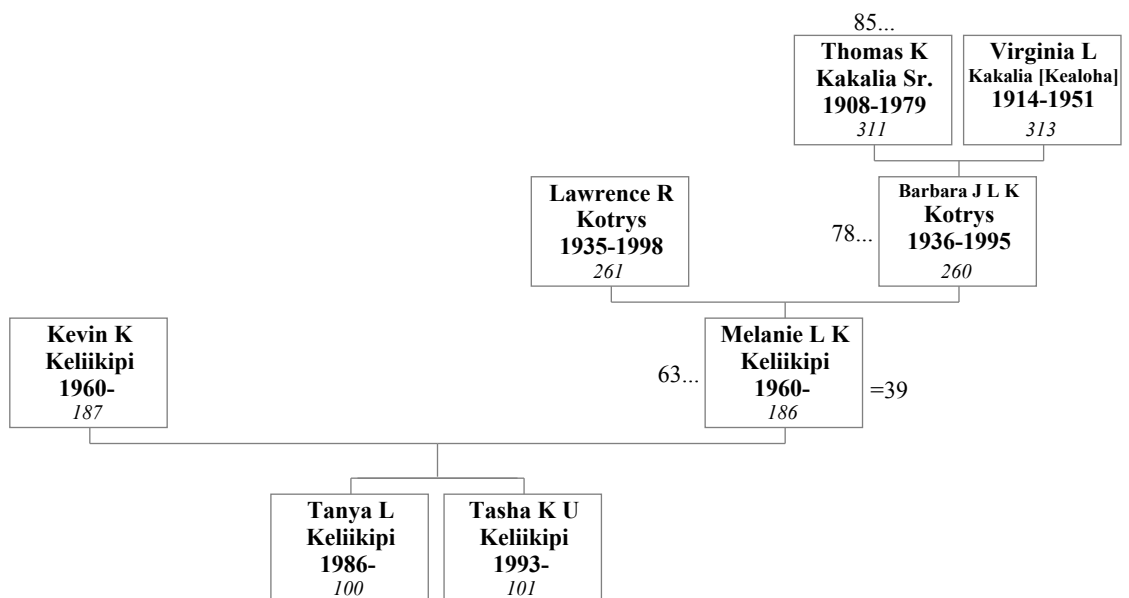 85...
Thomas K
Kakalia Sr.
1908-1979
311
Virginia L
Kakalia [Kealoha]
1914-1951
313
Lawrence R
Kotrys
1935-1998
261
78...
Barbara J L K
Kotrys
1936-1995
260
Kevin K
Keliikipi
1960-
187
63...
Melanie L K
Keliikipi
1960-
186
=39
Tanya L
Keliikipi
1986-
100
Tasha K U
Keliikipi
1993-
101